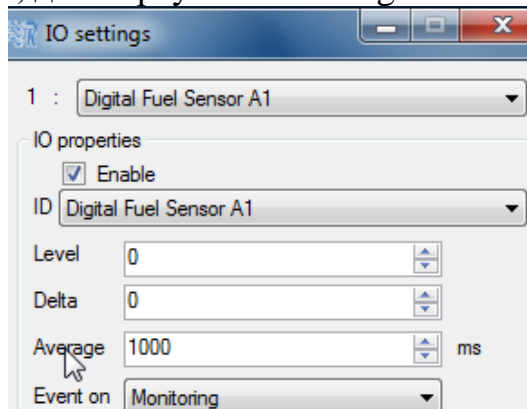 IO settings
1 : Digital Fuel Sensor A1
IO properties
Enable
ID Digital Fuel Sensor A1
Level 0
Delta 0
Average 1000 ms
Event on Monitoring